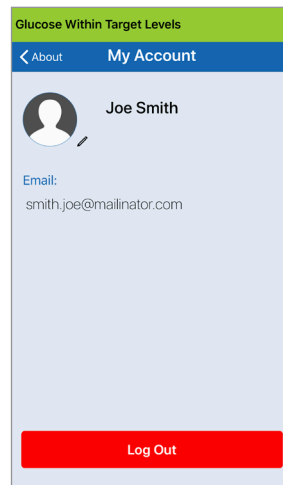 Glucose Within Target Levels
About
My Account
Joe Smith
Email:
smith.joe@mailinator.com
Log Out